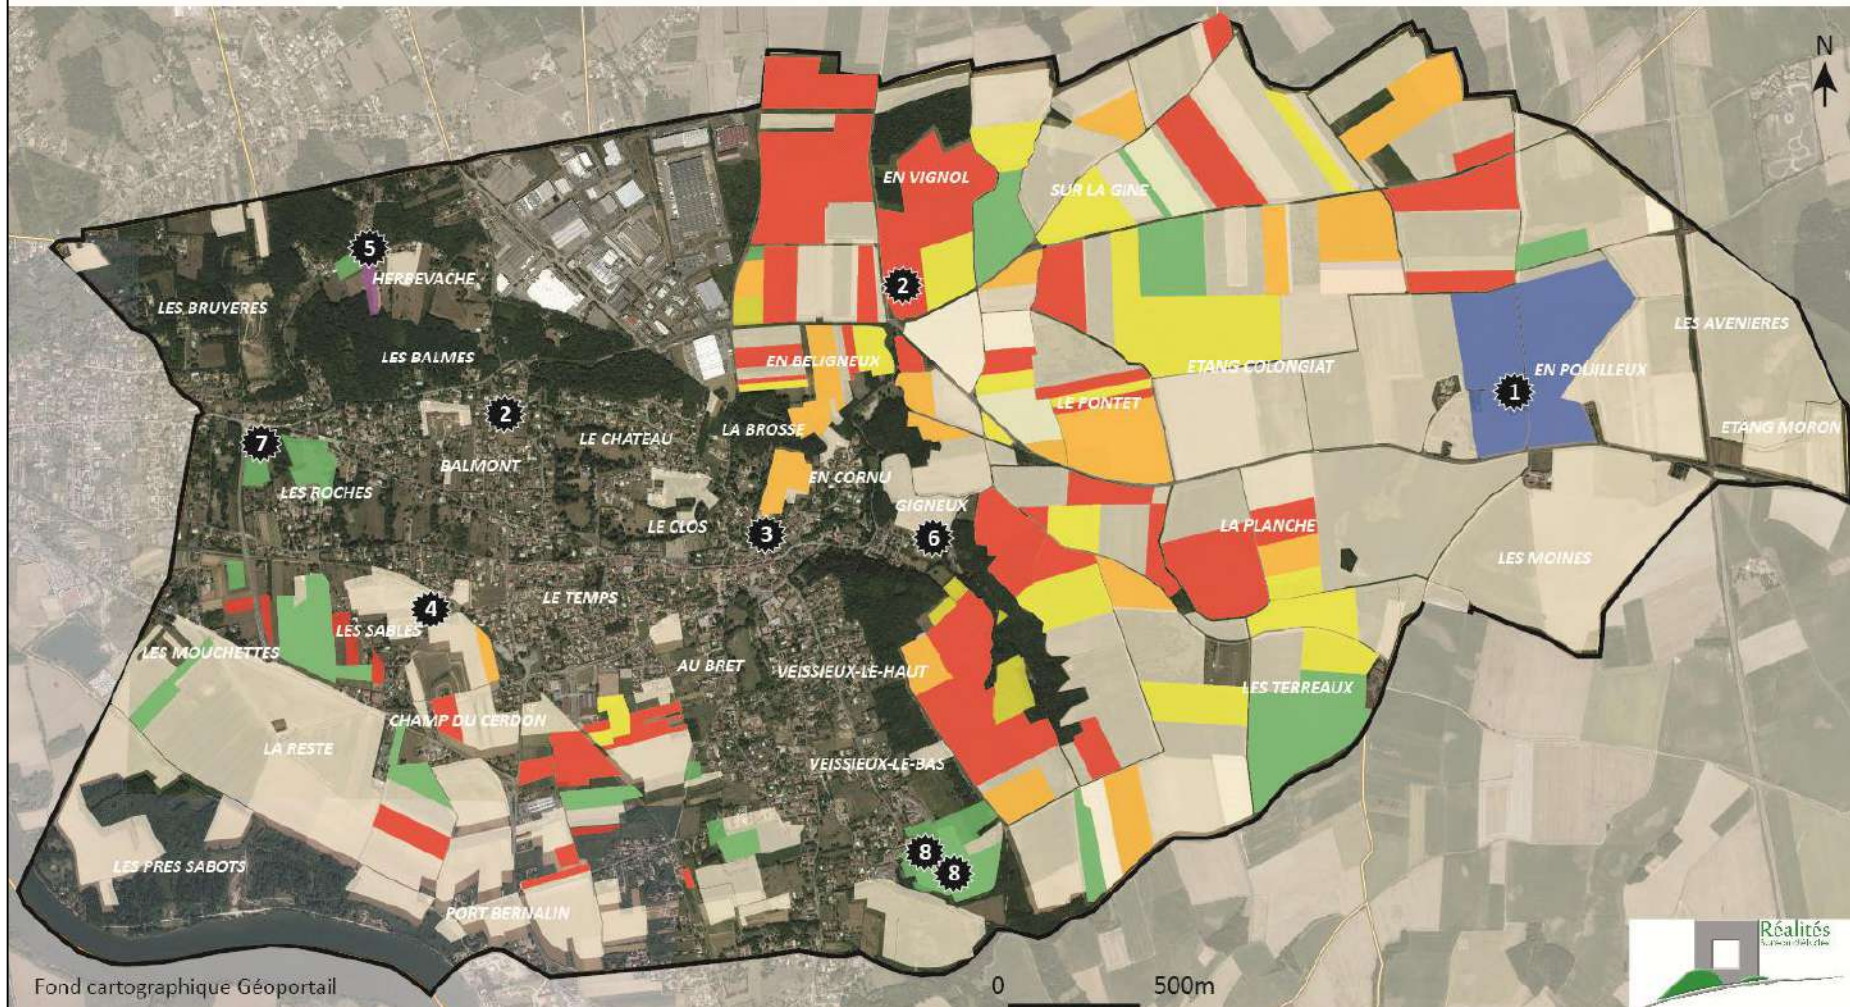 N
EN VIGNOL
SUR LA GINE
5
HERBEVACHE
2
LES BRUYERES
LES AVENIERES
LES BALMES
EN BELIGNEUX
ETANG COLONGIAT
EN POUILLEUX
1
LE PONTET
2
7
LE CHATEAU
LA BROSSE
ETANG MORON
BALMONT
EN CORNU
LES ROCHES
GIGNEUX
LE CLOS
3
6
LA PLANCHE
LES MOINES
4
LE TEMPS
LES SABLES
LES MOUCHETTES
AU BRET
VEISSIEUX-LE-HAUT
LES TERREAUX
CHAMP DU CERDON
LA RESTE
VEISSIEUX-LE-BAS
8
8
LES PRES SABOTS
PORT BERNALIN
Réalités
Bureau d'études
Fond cartographique Géoportail
0 500m